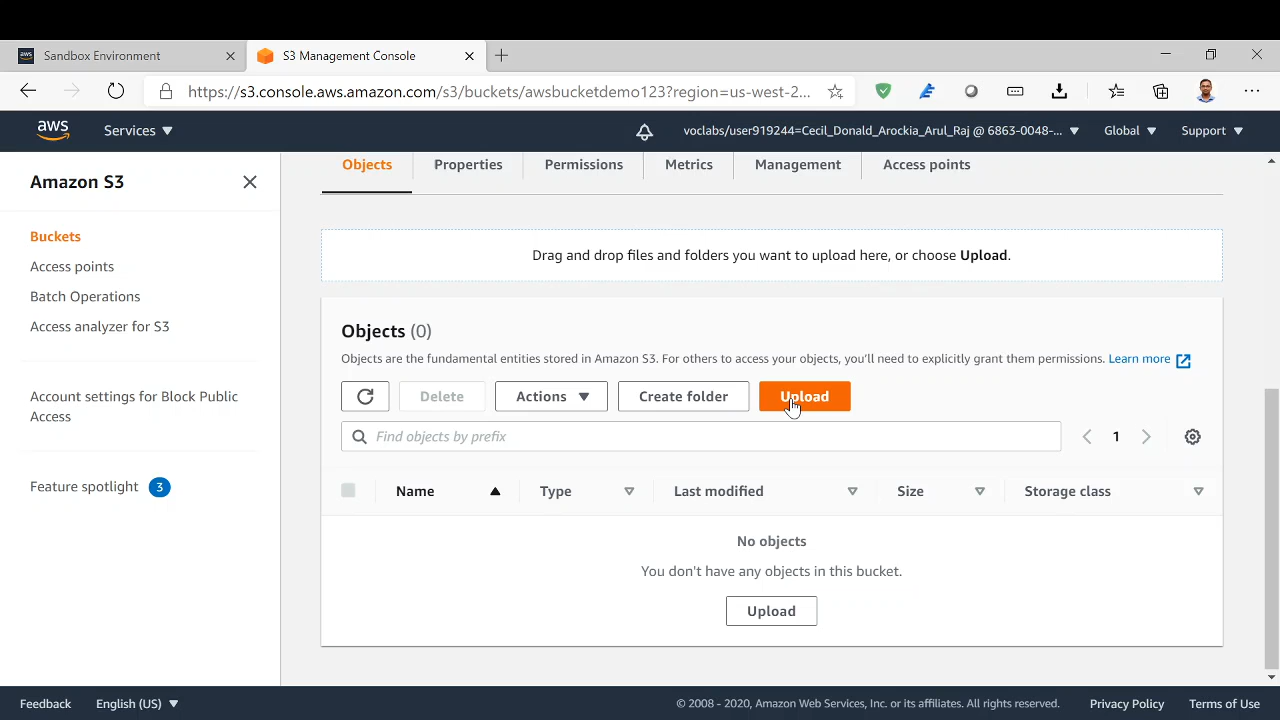 aws
Sandbox Environment
S3 Management Console
https://s3.console.aws.amazon.com/s3/buckets/awsbucketdemo123?region=us-west-2...
aws
Services
voclabs/user919244=Cecil_Donald_Arockia_Arul_Raj @ 6863-0048-...
Global
Support
Amazon S3
Buckets
Access points
Batch Operations
Access analyzer for S3
Account settings for Block Public
Access
Feature spotlight 3
Objects
Properties
Permissions
Metrics
Management
Access points
Drag and drop files and folders you want to upload here, or choose Upload.
Objects (0)
Objects are the fundamental entities stored in Amazon S3. For others to access your objects, you'll need to explicitly grant them permissions. Learn more
Delete
Actions
Create folder
Upload
Find objects by prefix
1
Name
Type
Last modified
Size
Storage class
No objects
You don't have any objects in this bucket.
Upload
Feedback
English (US)
© 2008 - 2020, Amazon Web Services, Inc. or its affiliates. All rights reserved.
Privacy Policy
Terms of Use